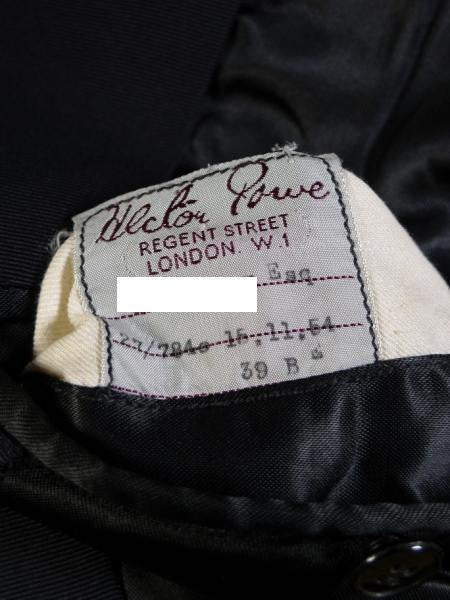 Hector Powe
REGENT STREET
LONDON. W.1
Esq
15.11.54
39 B